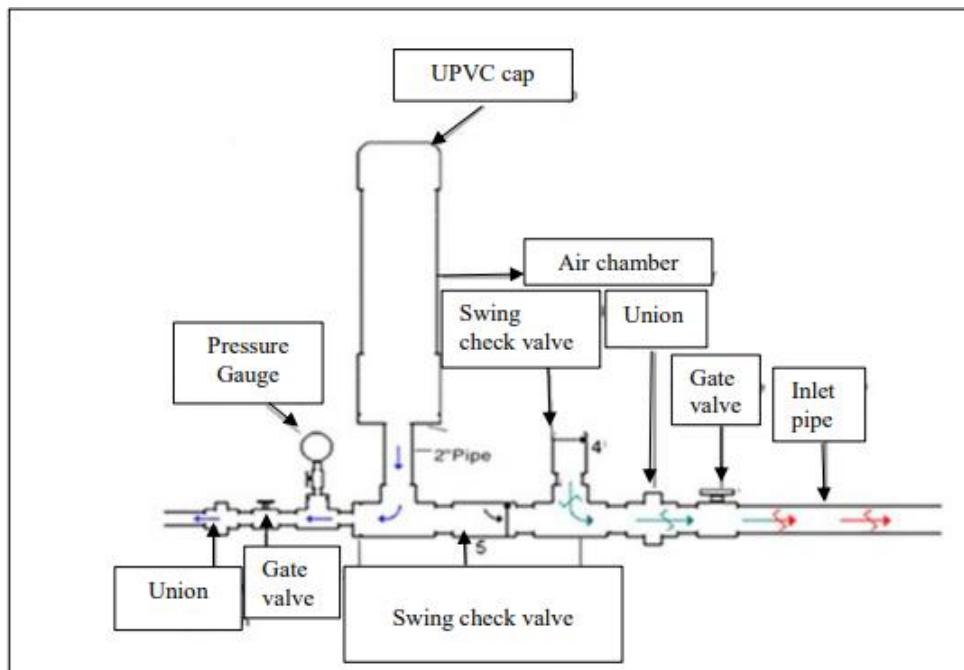 UPVC cap
Air chamber
Swing
check valve
Union
Pressure
Gauge
Gate
valve
Inlet
pipe
2"Pipe
4
5
Union
Gate
valve
Swing check valve